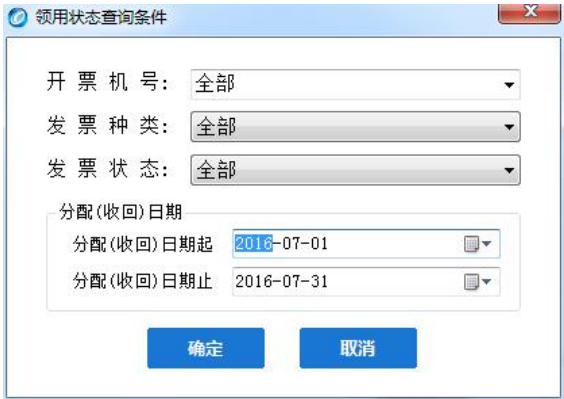 领用状态查询条件
开 票 机 号: 全部
发 票 种 类: 全部
发 票 状 态: 全部
分配(收回)日期
分配(收回)日期起 2016-07-01
分配(收回)日期止 2016-07-31
确定 取消